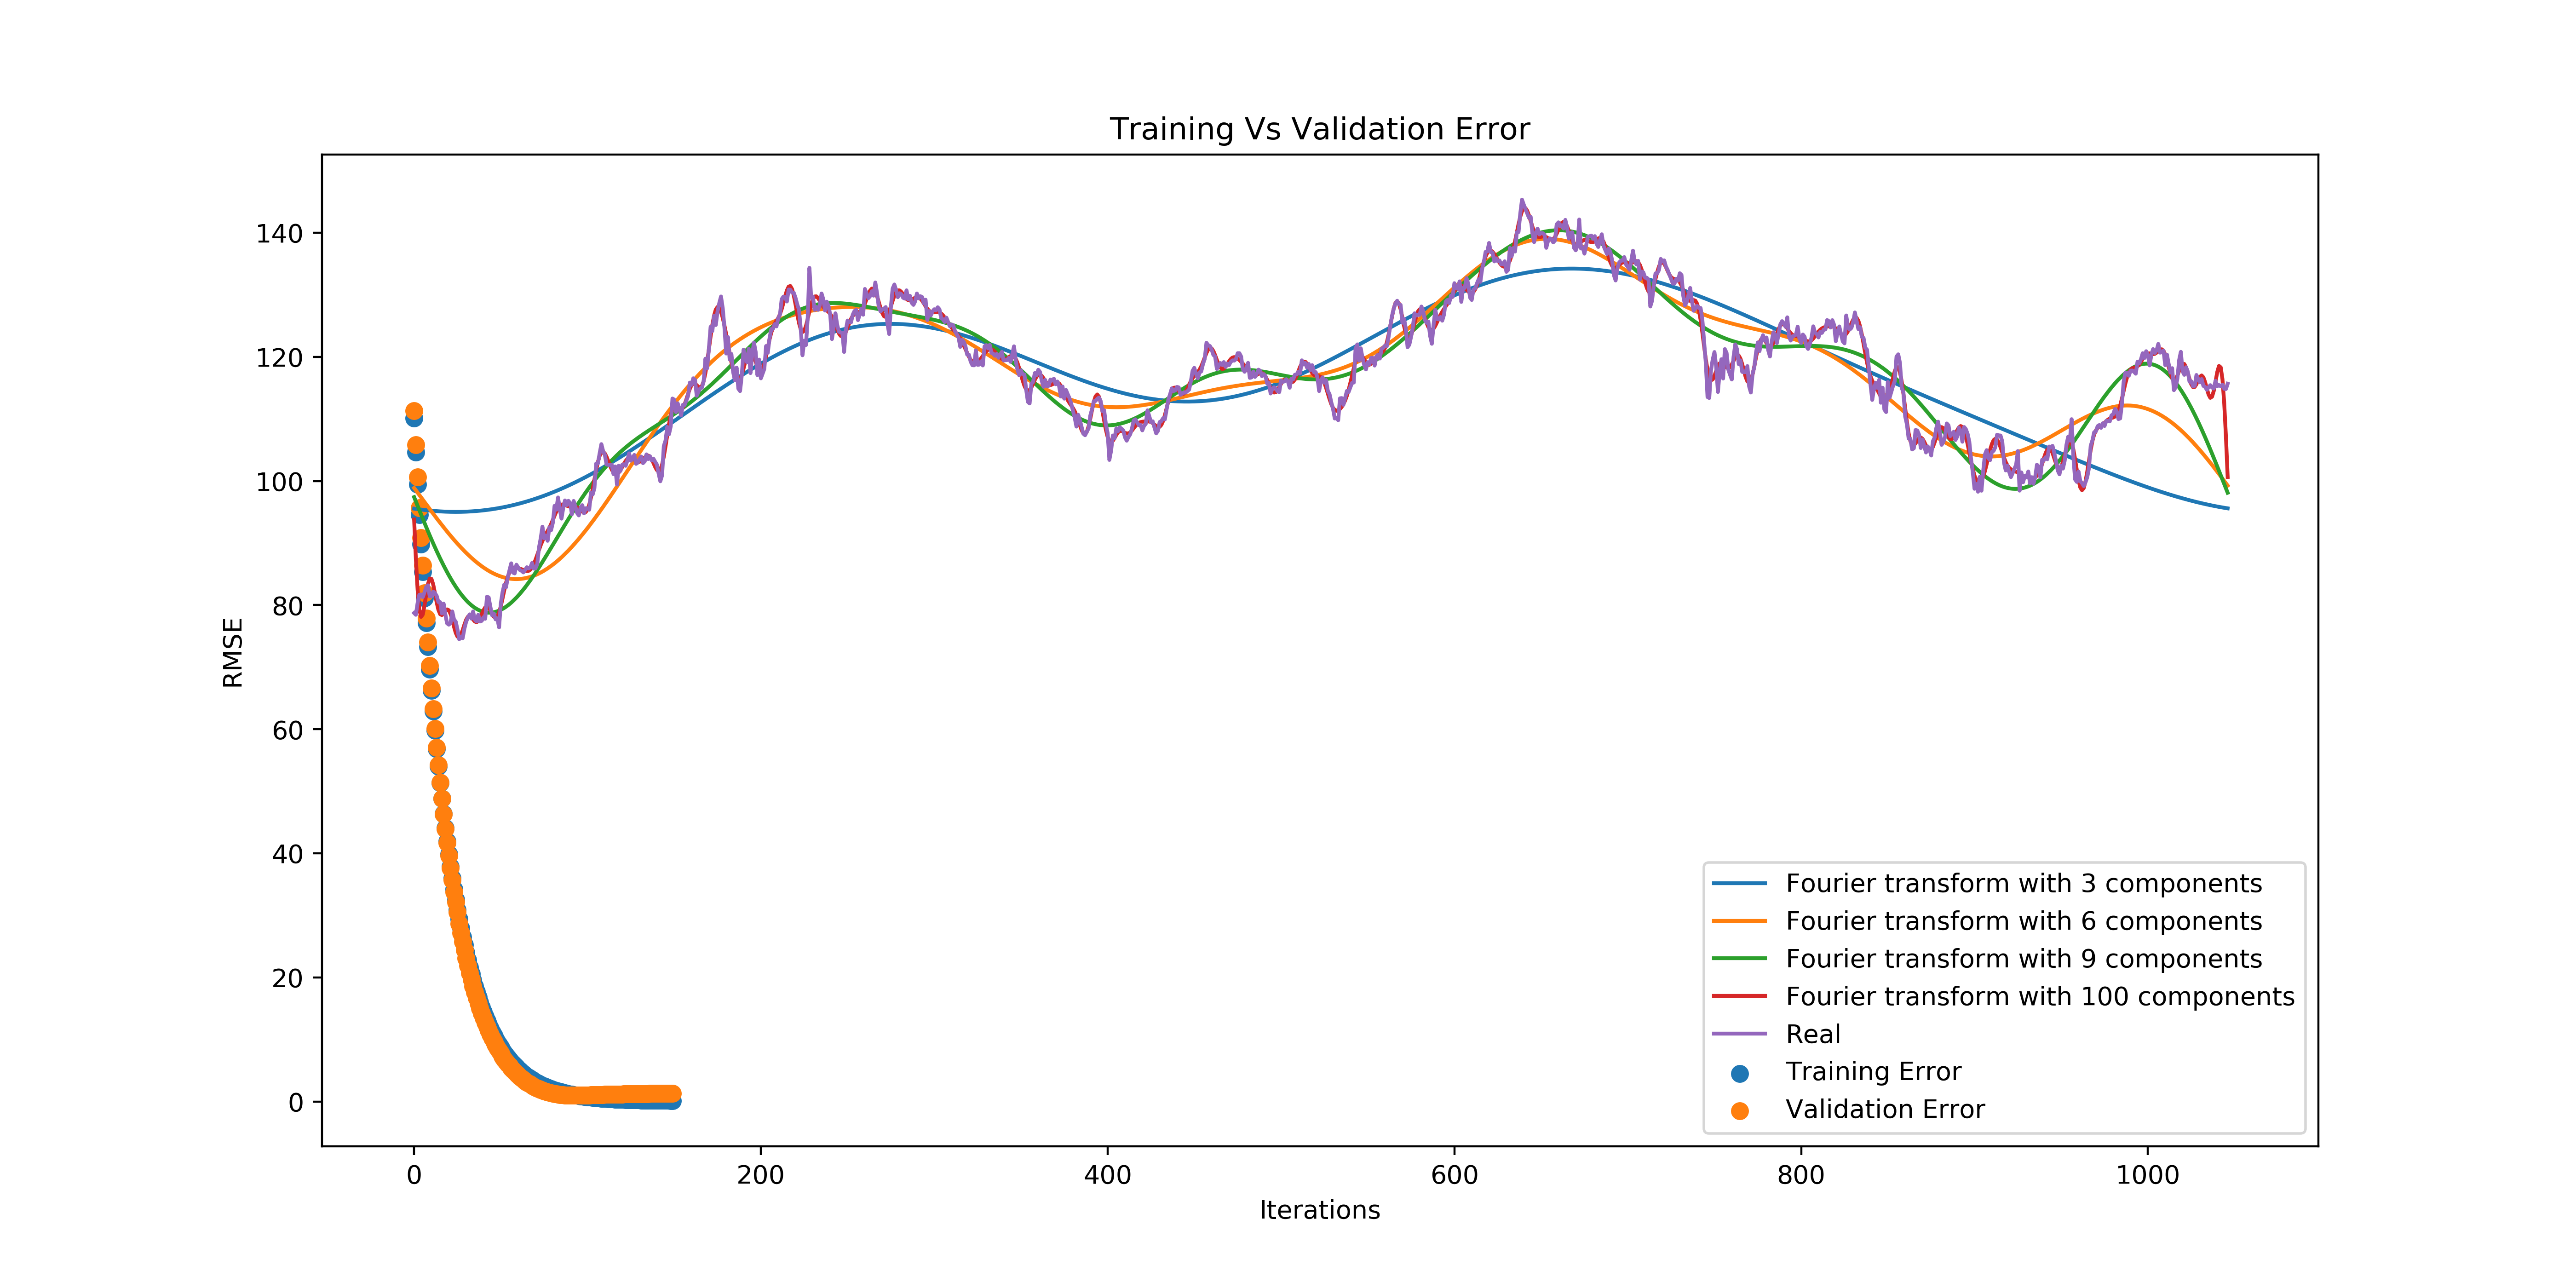 Training Vs Validation Error
RMSE
140
120
100
80
60
40
20
0
0 200 400 600 800 1000
Iterations
Fourier transform with 3 components
Fourier transform with 6 components
Fourier transform with 9 components
Fourier transform with 100 components
Real
Training Error
Validation Error